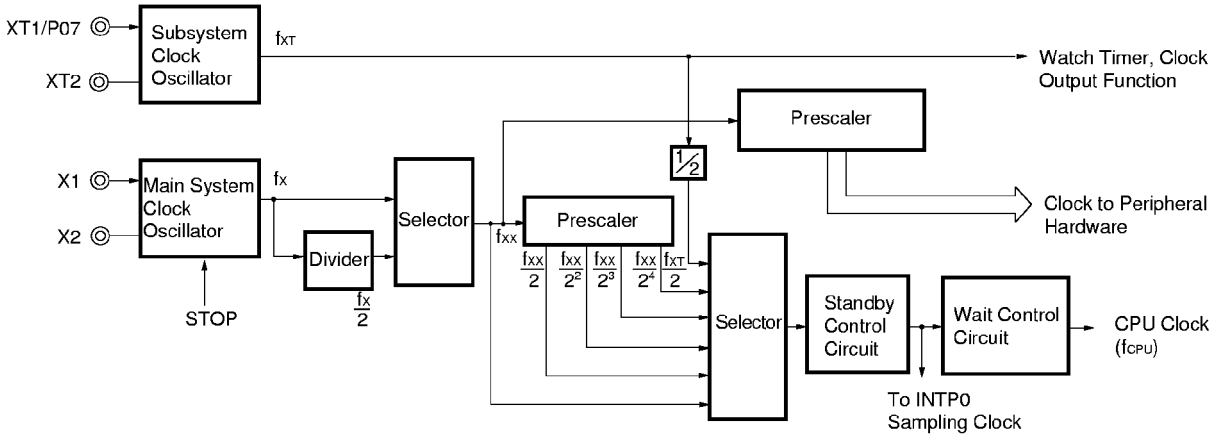 XT1/P07
XT2
Subsystem
Clock
Oscillator
fXT
Watch Timer, Clock
Output Function
Prescaler
1/2
X1
X2
Main System
Clock
Oscillator
STOP
fX
Divider
fX/2
Selector
fXX
Prescaler
fXX/2
fXX/2²
fXX/2³
fXX/2⁴
fXT/2
Clock to Peripheral
Hardware
Selector
Standby
Control
Circuit
Wait Control
Circuit
CPU Clock
(fCPU)
To INTP0
Sampling Clock